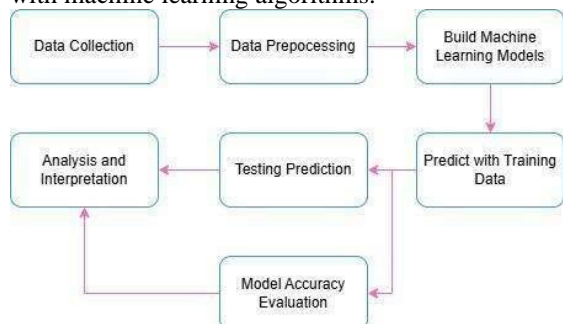 with machine learning algorithms.
Data Collection
Data Prepocessing
Build Machine
Learning Models
Analysis and
Interpretation
Testing Prediction
Predict with Training
Data
Model Accuracy
Evaluation